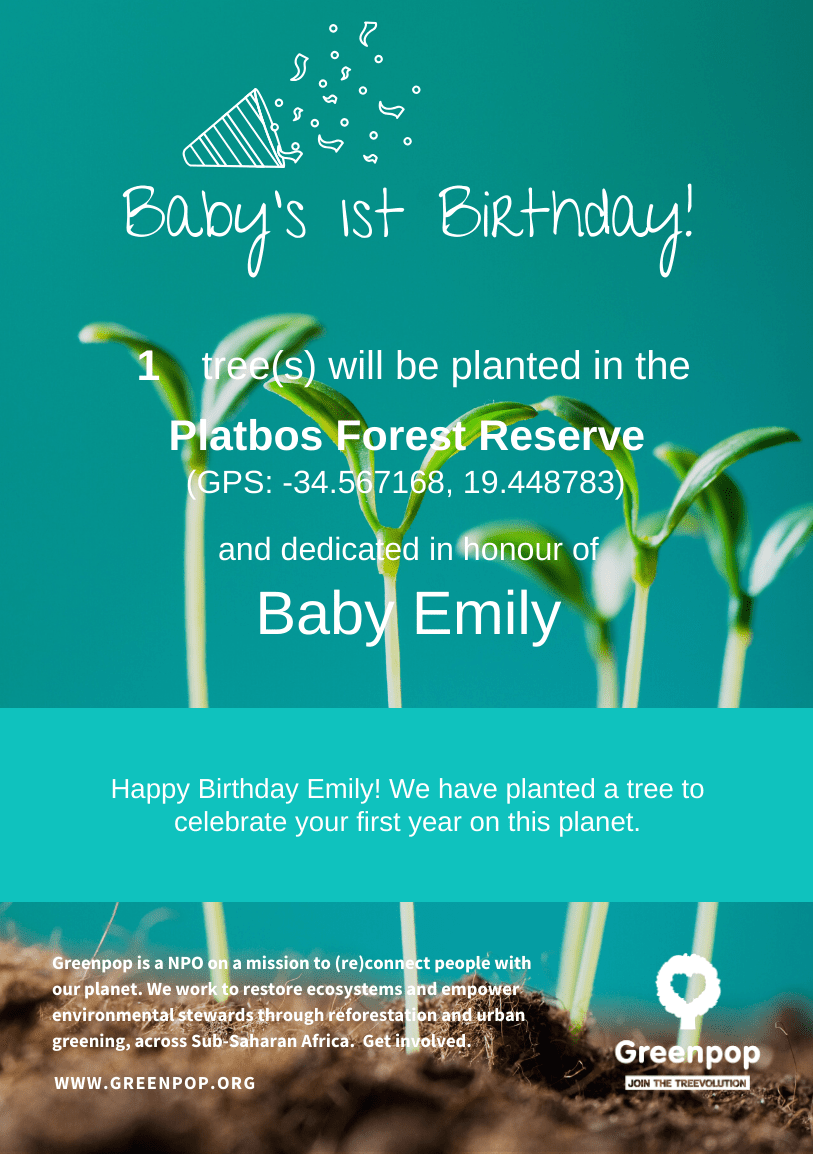 Baby's 1st Birthday!
1 tree(s) will be planted in the
Platbos Forest Reserve
(GPS: -34.567168, 19.448783)
and dedicated in honour of
Baby Emily
Happy Birthday Emily! We have planted a tree to
celebrate your first year on this planet.
Greenpop is a NPO on a mission to (re)connect people with
our planet. We work to restore ecosystems and empower
environmental stewards through reforestation and urban
greening, across Sub-Saharan Africa. Get involved.
WWW.GREENPOP.ORG
Greenpop
JOIN THE TREEVOLUTION